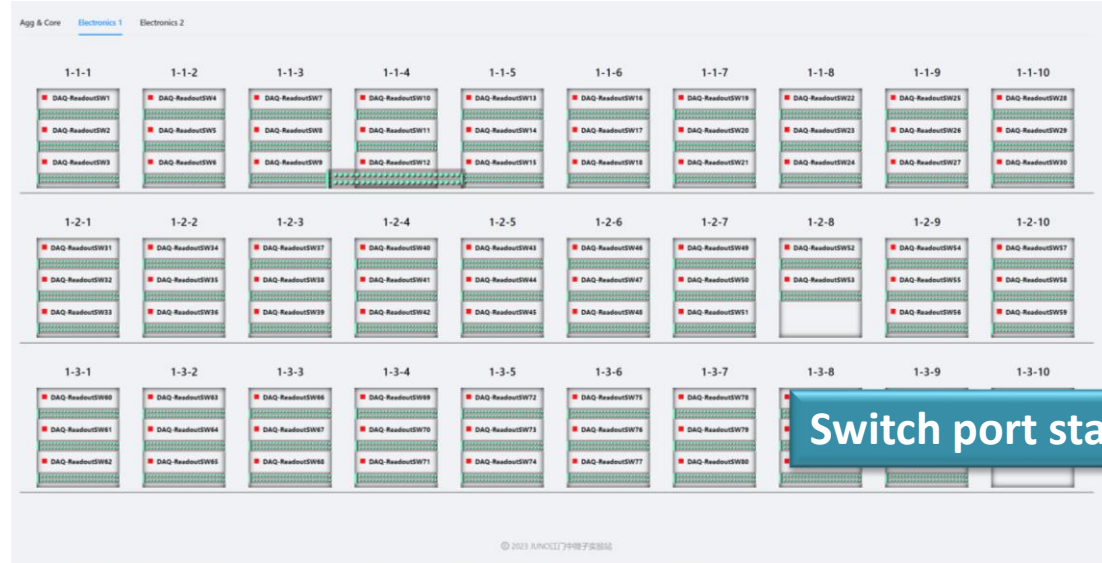 Agg & Core Electronics 1 Electronics 2
1-1-1 1-1-2 1-1-3 1-1-4 1-1-5 1-1-6 1-1-7 1-1-8 1-1-9 1-1-10
DAQ-ReadoutSW1 DAQ-ReadoutSW4 DAQ-ReadoutSW7 DAQ-ReadoutSW10 DAQ-ReadoutSW13 DAQ-ReadoutSW16 DAQ-ReadoutSW19 DAQ-ReadoutSW22 DAQ-ReadoutSW25 DAQ-ReadoutSW28
DAQ-ReadoutSW2 DAQ-ReadoutSW5 DAQ-ReadoutSW8 DAQ-ReadoutSW11 DAQ-ReadoutSW14 DAQ-ReadoutSW17 DAQ-ReadoutSW20 DAQ-ReadoutSW23 DAQ-ReadoutSW26 DAQ-ReadoutSW29
DAQ-ReadoutSW3 DAQ-ReadoutSW6 DAQ-ReadoutSW9 DAQ-ReadoutSW12 DAQ-ReadoutSW15 DAQ-ReadoutSW18 DAQ-ReadoutSW21 DAQ-ReadoutSW24 DAQ-ReadoutSW27 DAQ-ReadoutSW30
1-2-1 1-2-2 1-2-3 1-2-4 1-2-5 1-2-6 1-2-7 1-2-8 1-2-9 1-2-10
DAQ-ReadoutSW31 DAQ-ReadoutSW34 DAQ-ReadoutSW37 DAQ-ReadoutSW40 DAQ-ReadoutSW43 DAQ-ReadoutSW46 DAQ-ReadoutSW49 DAQ-ReadoutSW52 DAQ-ReadoutSW54 DAQ-ReadoutSW57
DAQ-ReadoutSW32 DAQ-ReadoutSW35 DAQ-ReadoutSW38 DAQ-ReadoutSW41 DAQ-ReadoutSW44 DAQ-ReadoutSW47 DAQ-ReadoutSW50 DAQ-ReadoutSW53 DAQ-ReadoutSW55 DAQ-ReadoutSW58
DAQ-ReadoutSW33 DAQ-ReadoutSW36 DAQ-ReadoutSW39 DAQ-ReadoutSW42 DAQ-ReadoutSW45 DAQ-ReadoutSW48 DAQ-ReadoutSW51 DAQ-ReadoutSW56 DAQ-ReadoutSW59
1-3-1 1-3-2 1-3-3 1-3-4 1-3-5 1-3-6 1-3-7 1-3-8 1-3-9 1-3-10
DAQ-ReadoutSW60 DAQ-ReadoutSW63 DAQ-ReadoutSW66 DAQ-ReadoutSW69 DAQ-ReadoutSW72 DAQ-ReadoutSW75 DAQ-ReadoutSW78
DAQ-ReadoutSW61 DAQ-ReadoutSW64 DAQ-ReadoutSW67 DAQ-ReadoutSW70 DAQ-ReadoutSW73 DAQ-ReadoutSW76 DAQ-ReadoutSW79
Switch port sta
DAQ-ReadoutSW62 DAQ-ReadoutSW65 DAQ-ReadoutSW68 DAQ-ReadoutSW71 DAQ-ReadoutSW74 DAQ-ReadoutSW77 DAQ-ReadoutSW80
© 2023 JUNO江门中微子实验站